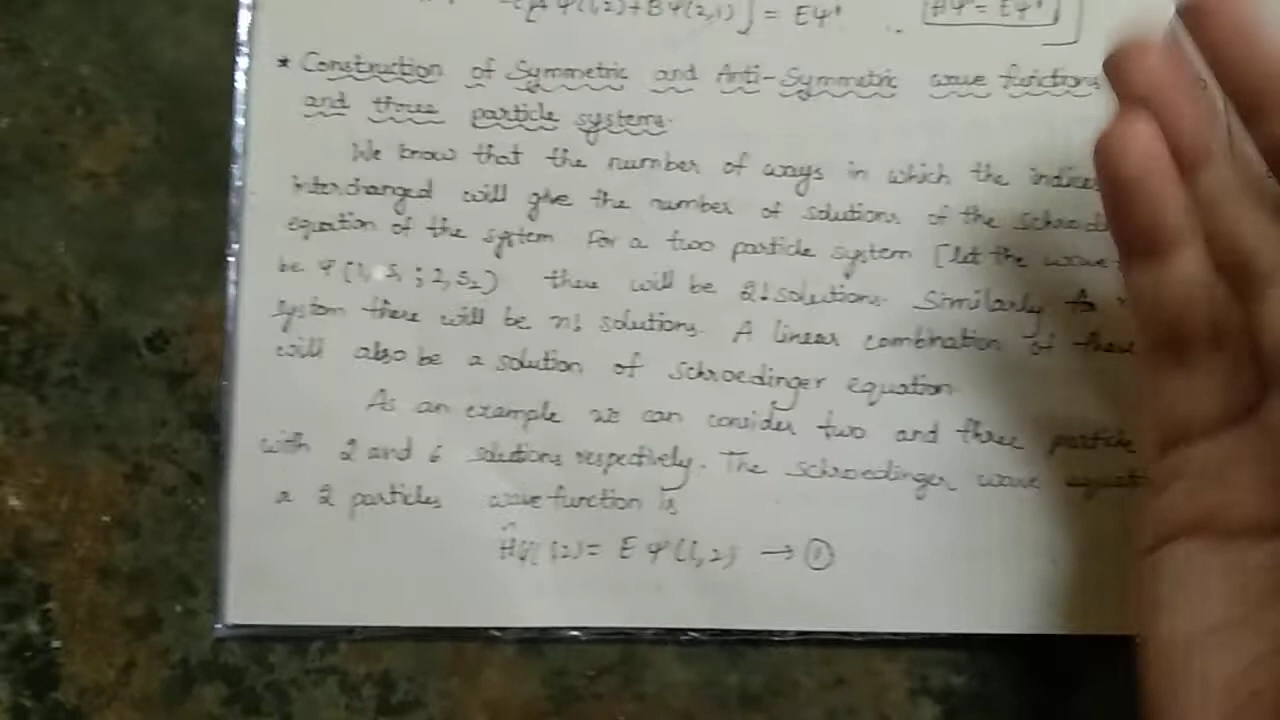 Aψ(1,2)+Bψ(2,1)] = Eψ' ∴ Hψ' = Eψ'
* Construction of Symmetric and Anti-Symmetric wave functions
and three particle systems.
We know that the number of ways in which the indices
interchanged will give the number of solutions of the
equation of the system For a two particle system [let the wave
be ψ(1, S₁ ; 2, S₂) there will be 2! solutions. Similarly
system there will be n! solutions. A linear combination of these
will also be a solution of Schroedinger equation
As an example we can consider two and three particle
with 2 and 6 solutions respectively. The Schroedinger wave
a 2 particles wave function is
Ĥψ(1,2) = E ψ(1,2) → ①